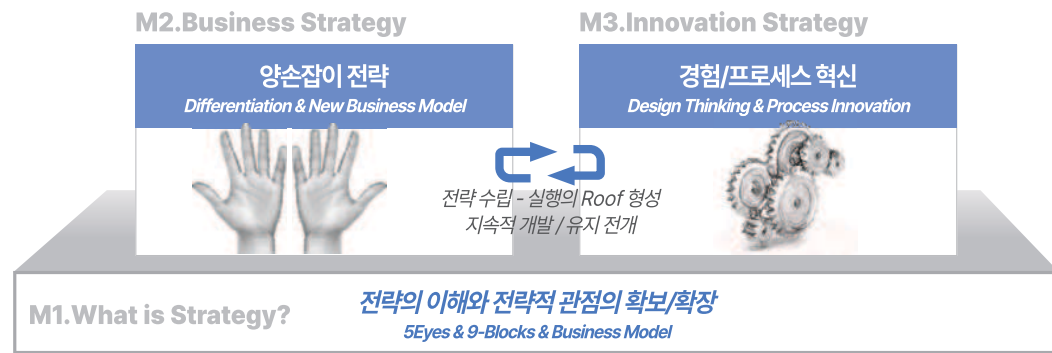 M2.Business Strategy
양손잡이 전략
Differentiation & New Business Model
M3.Innovation Strategy
경험/프로세스 혁신
Design Thinking & Process Innovation
전략 수립 - 실행의 Roof 형성
지속적 개발 / 유지 전개
M1.What is Strategy?
전략의 이해와 전략적 관점의 확보/확장
5Eyes & 9-Blocks & Business Model